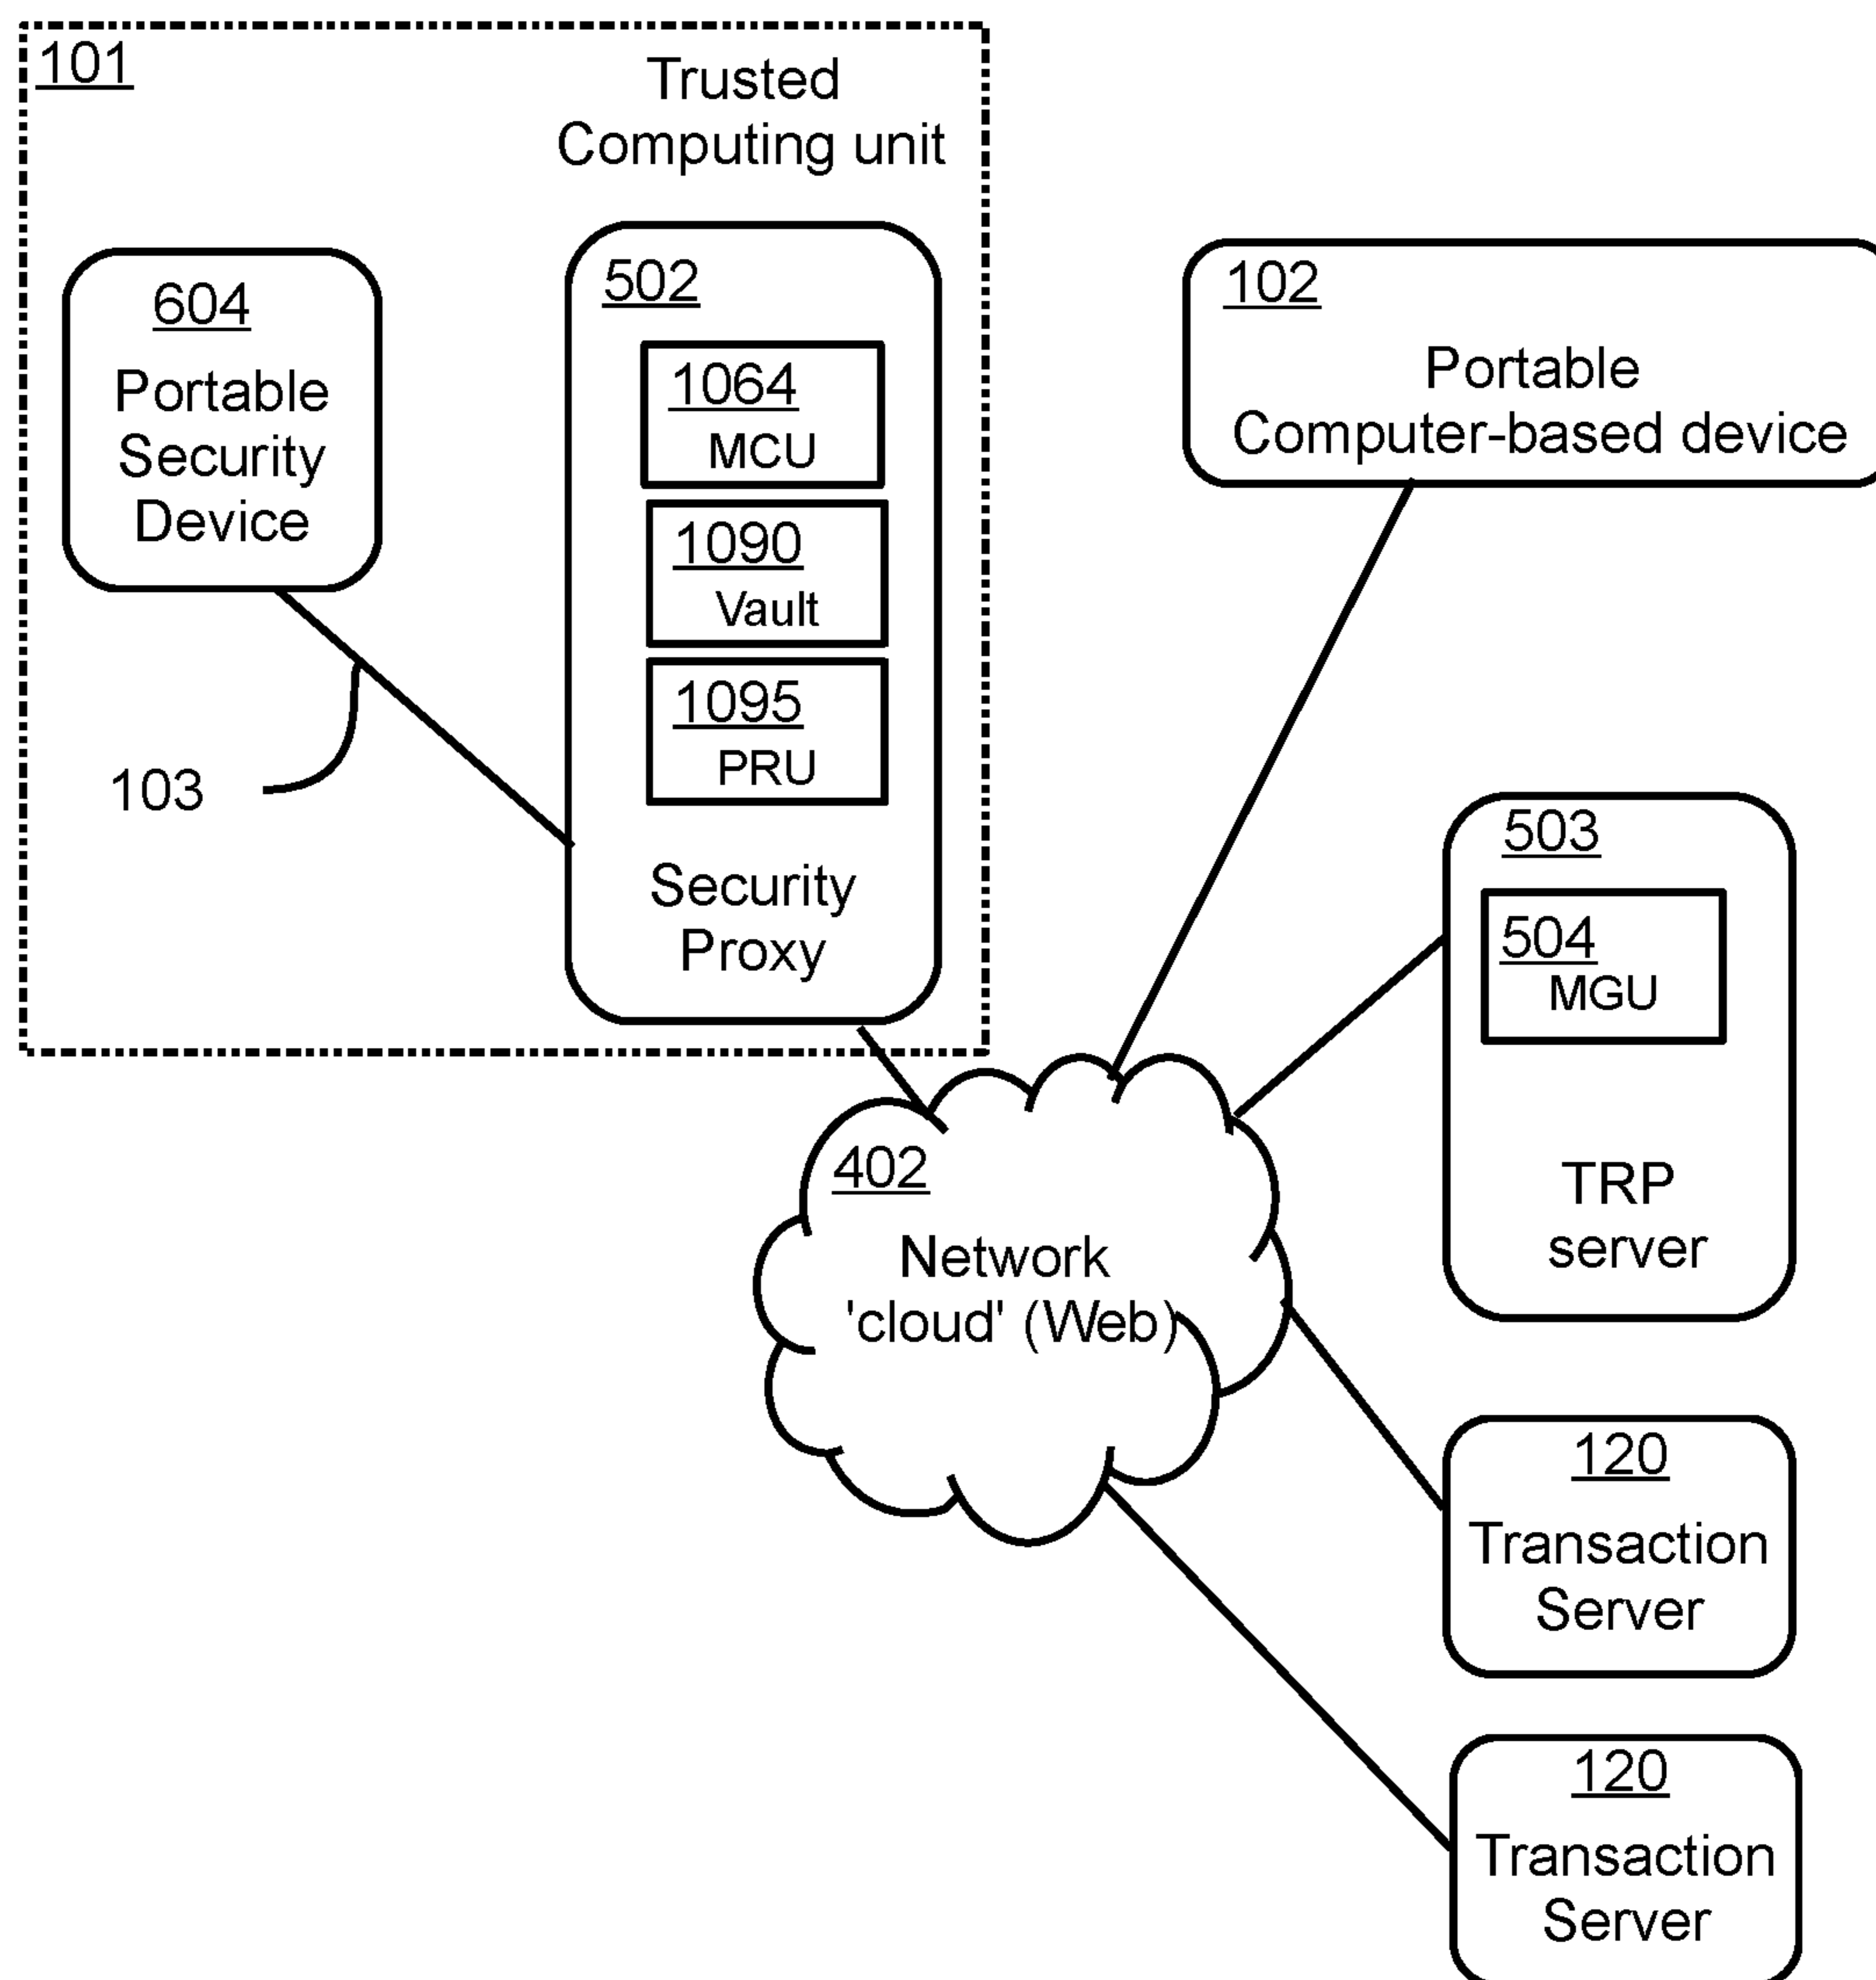 101
Trusted
Computing unit
604
Portable
Security
Device
103
502
1064
MCU
1090
Vault
1095
PRU
Security
Proxy
102
Portable
Computer-based device
503
504
MGU
TRP
server
402
Network
'cloud' (Web)
120
Transaction
Server
120
Transaction
Server